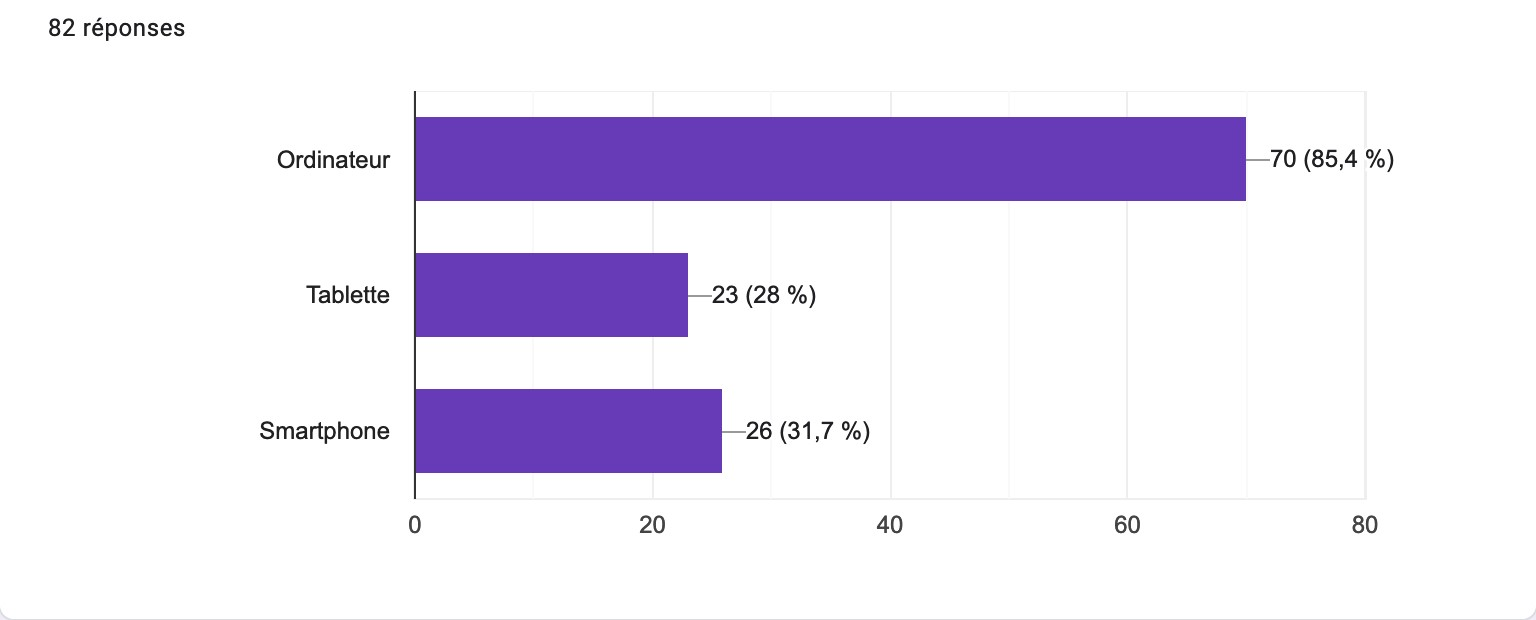 82 réponses
Ordinateur
70 (85,4 %)
Tablette
23 (28 %)
Smartphone
26 (31,7 %)
0 20 40 60 80